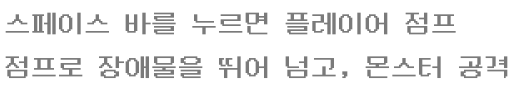 스페이스 바를 누르면 플레이어 점프
점프로 장애물을 뛰어 넘고, 몬스터 공격